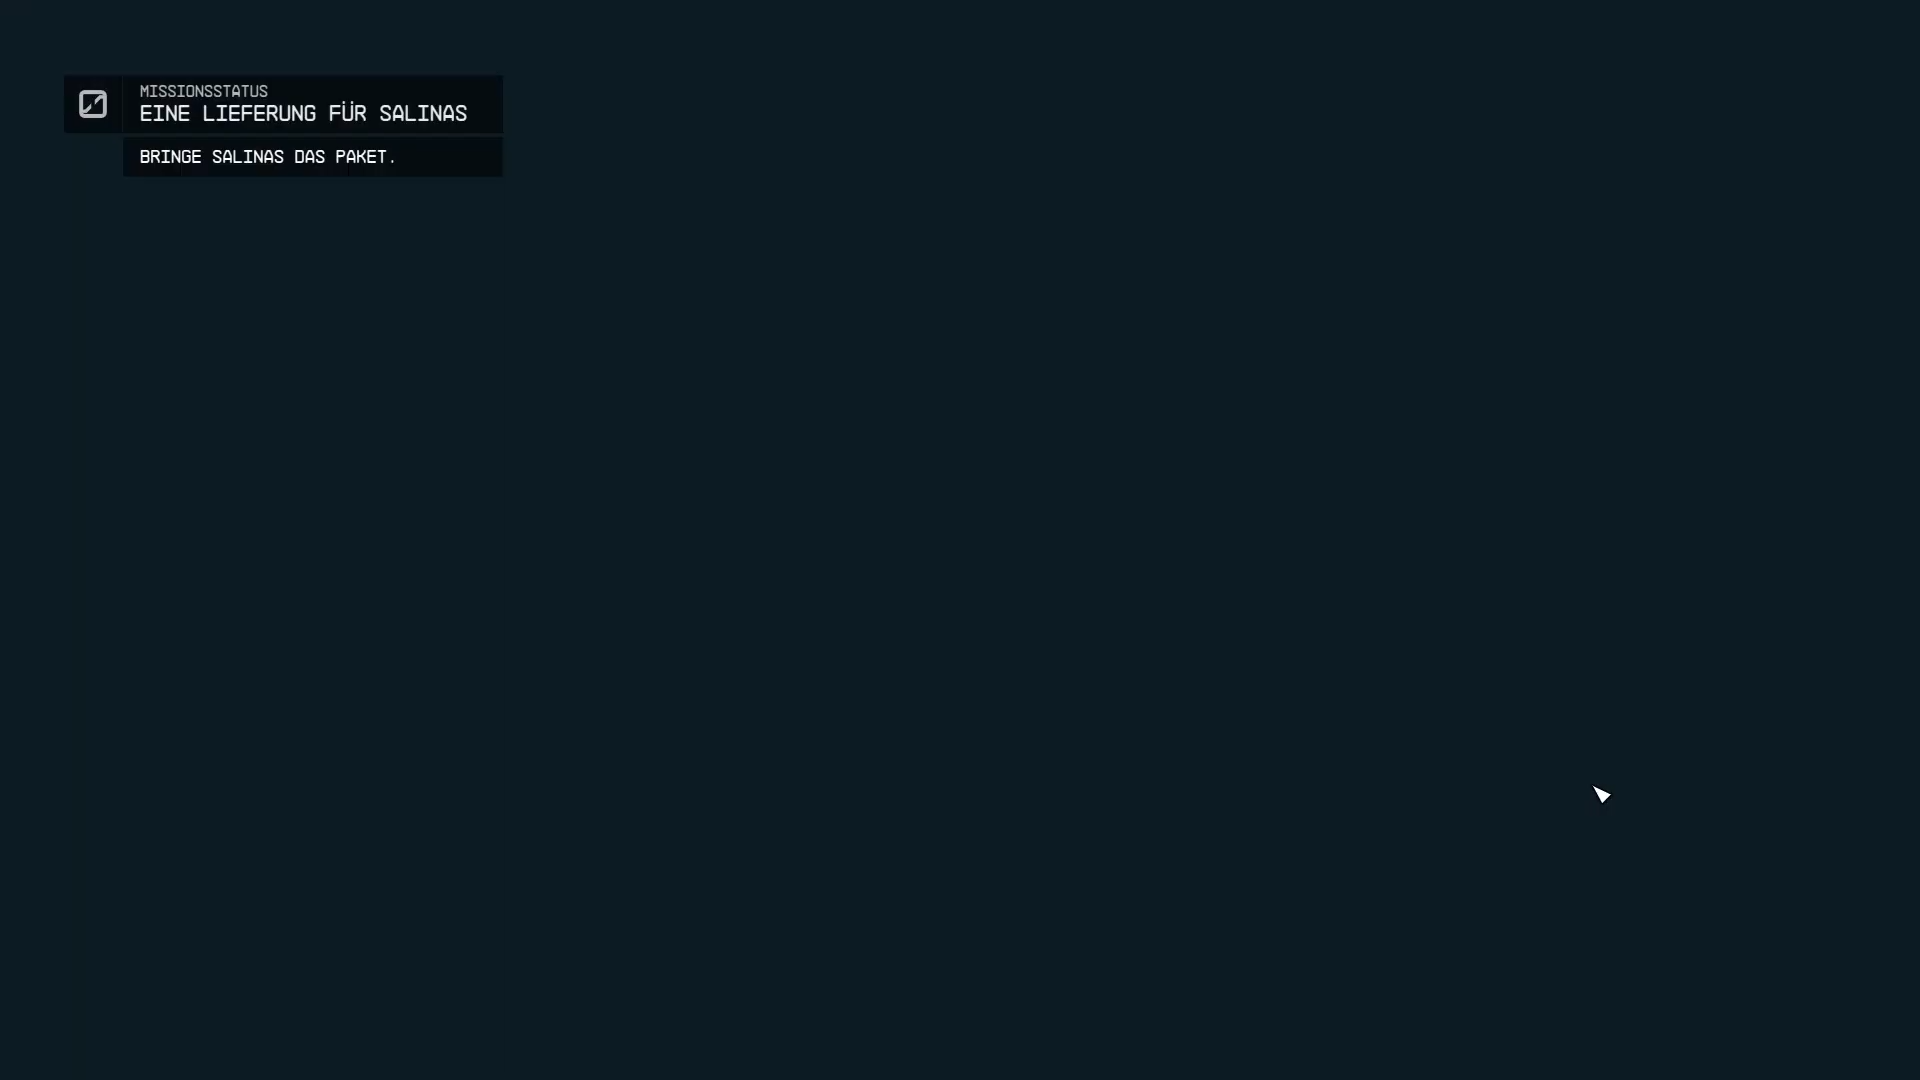 MISSIONSSTATUS
EINE LIEFERUNG FÜR SALINAS
BRINGE SALINAS DAS PAKET.